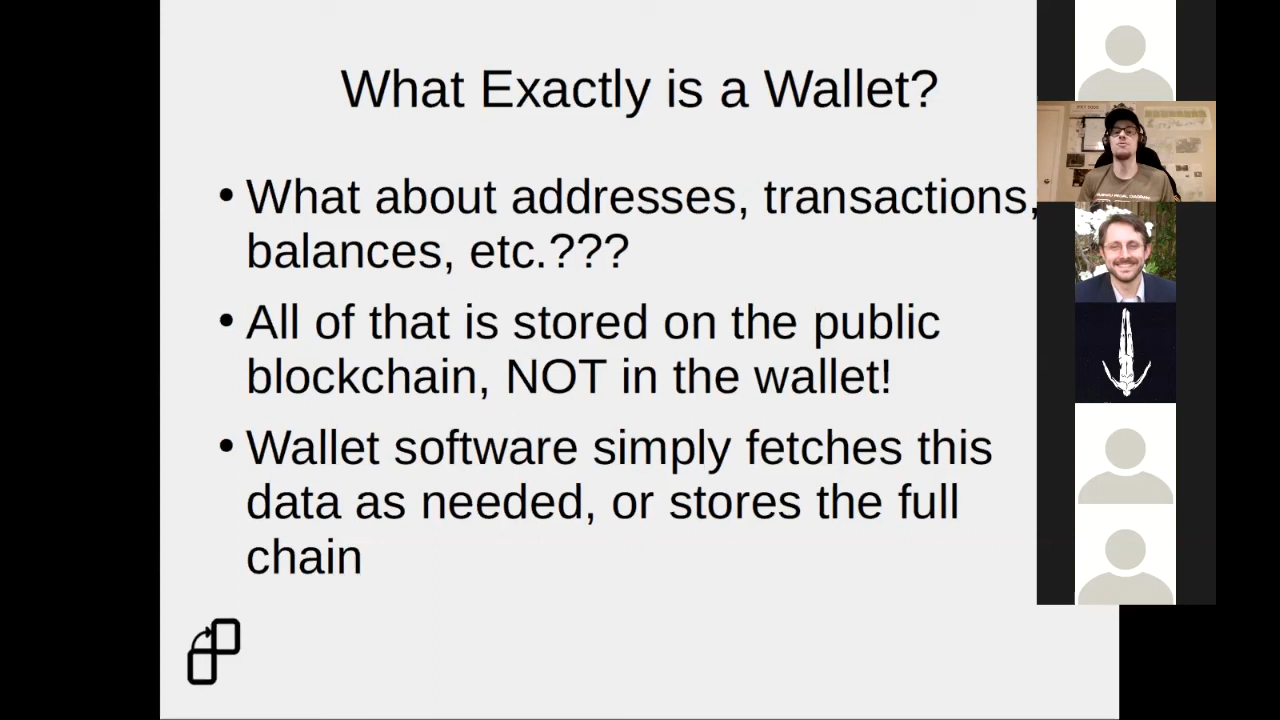 What Exactly is a Wallet?
• What about addresses, transactions,
balances, etc.???
• All of that is stored on the public
blockchain, NOT in the wallet!
• Wallet software simply fetches this
data as needed, or stores the full
chain